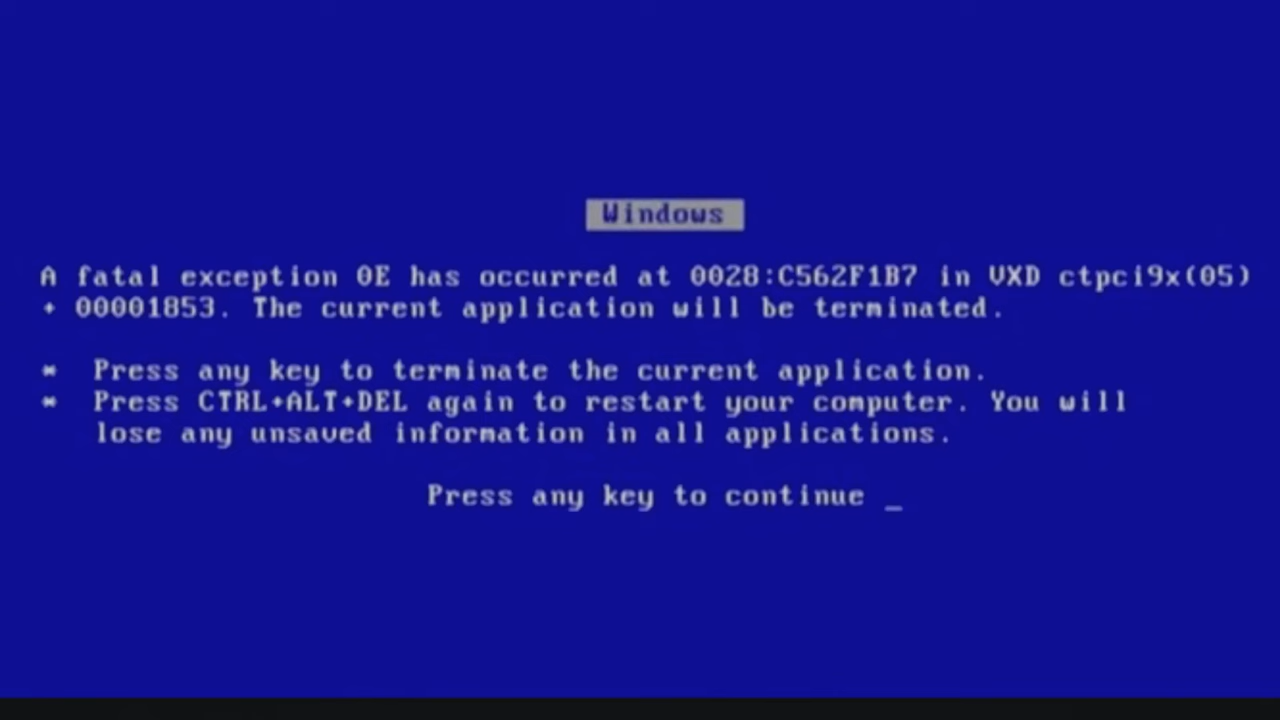 Windows
A fatal exception 0E has occurred at 0028:C562F1B7 in VXD ctpci9x(05)
+ 00001853. The current application will be terminated.
* Press any key to terminate the current application.
* Press CTRL+ALT+DEL again to restart your computer. You will
lose any unsaved information in all applications.
Press any key to continue _